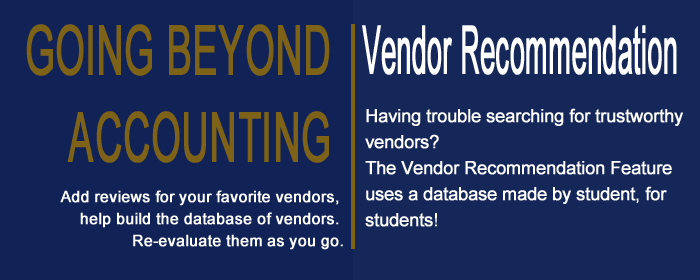 GOING BEYOND
ACCOUNTING
Add reviews for your favorite vendors,
help build the database of vendors.
Re-evaluate them as you go.
Vendor Recommendation
Having trouble searching for trustworthy
vendors?
The Vendor Recommendation Feature
uses a database made by student, for
students!